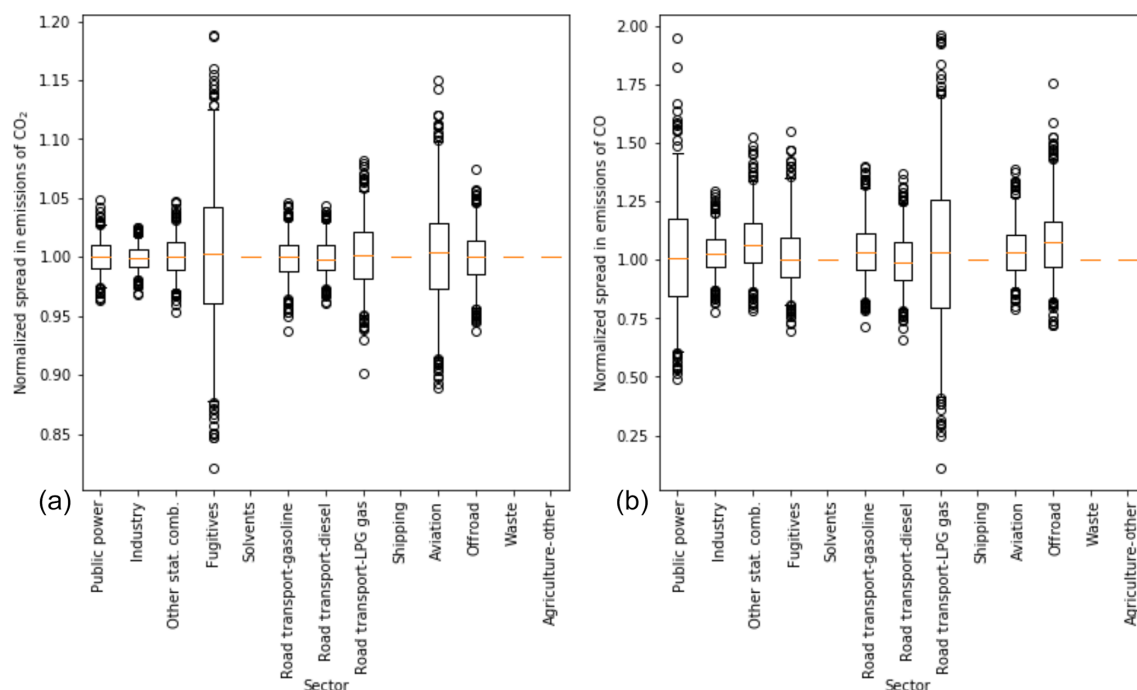 Normalized spread in emissions of CO₂
1.20
1.15
1.10
1.05
1.00
0.95
0.90
0.85
(a)
Public power
Industry
Other stat. comb.
Fugitives
Solvents
Road transport-gasoline
Road transport-diesel
Road transport-LPG gas
Shipping
Aviation
Offroad
Waste
Agriculture-other
Sector
Normalized spread in emissions of CO
2.00
1.75
1.50
1.25
1.00
0.75
0.50
0.25
(b)
Public power
Industry
Other stat. comb.
Fugitives
Solvents
Road transport-gasoline
Road transport-diesel
Road transport-LPG gas
Shipping
Aviation
Offroad
Waste
Agriculture-other
Sector